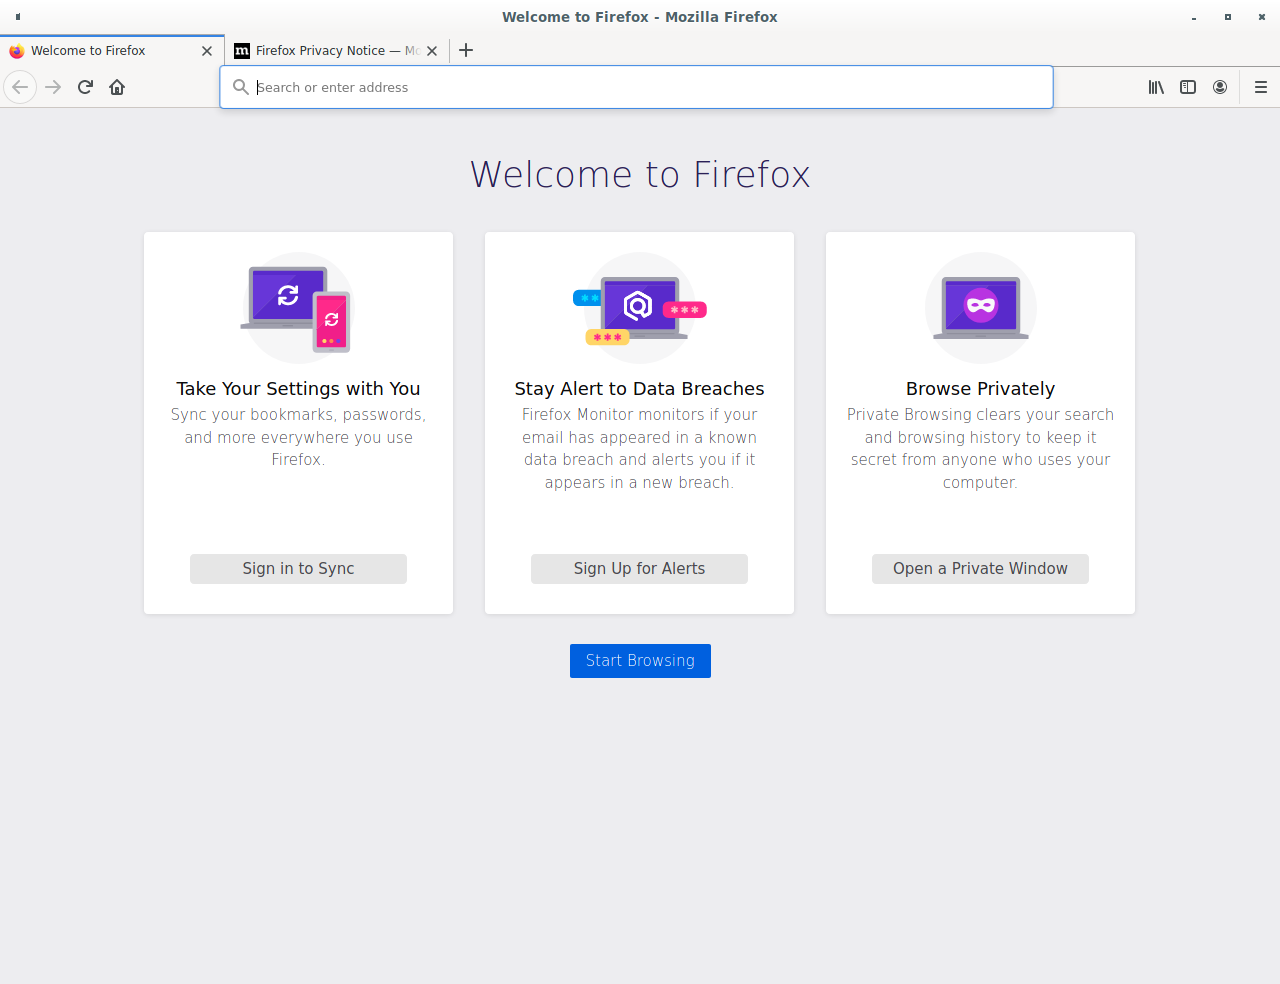 Welcome to Firefox - Mozilla Firefox
Welcome to Firefox
Firefox Privacy Notice —
Search or enter address
Welcome to Firefox
Take Your Settings with You
Sync your bookmarks, passwords,
and more everywhere you use
Firefox.
Sign in to Sync
Stay Alert to Data Breaches
Firefox Monitor monitors if your
email has appeared in a known
data breach and alerts you if it
appears in a new breach.
Sign Up for Alerts
Browse Privately
Private Browsing clears your search
and browsing history to keep it
secret from anyone who uses your
computer.
Open a Private Window
Start Browsing